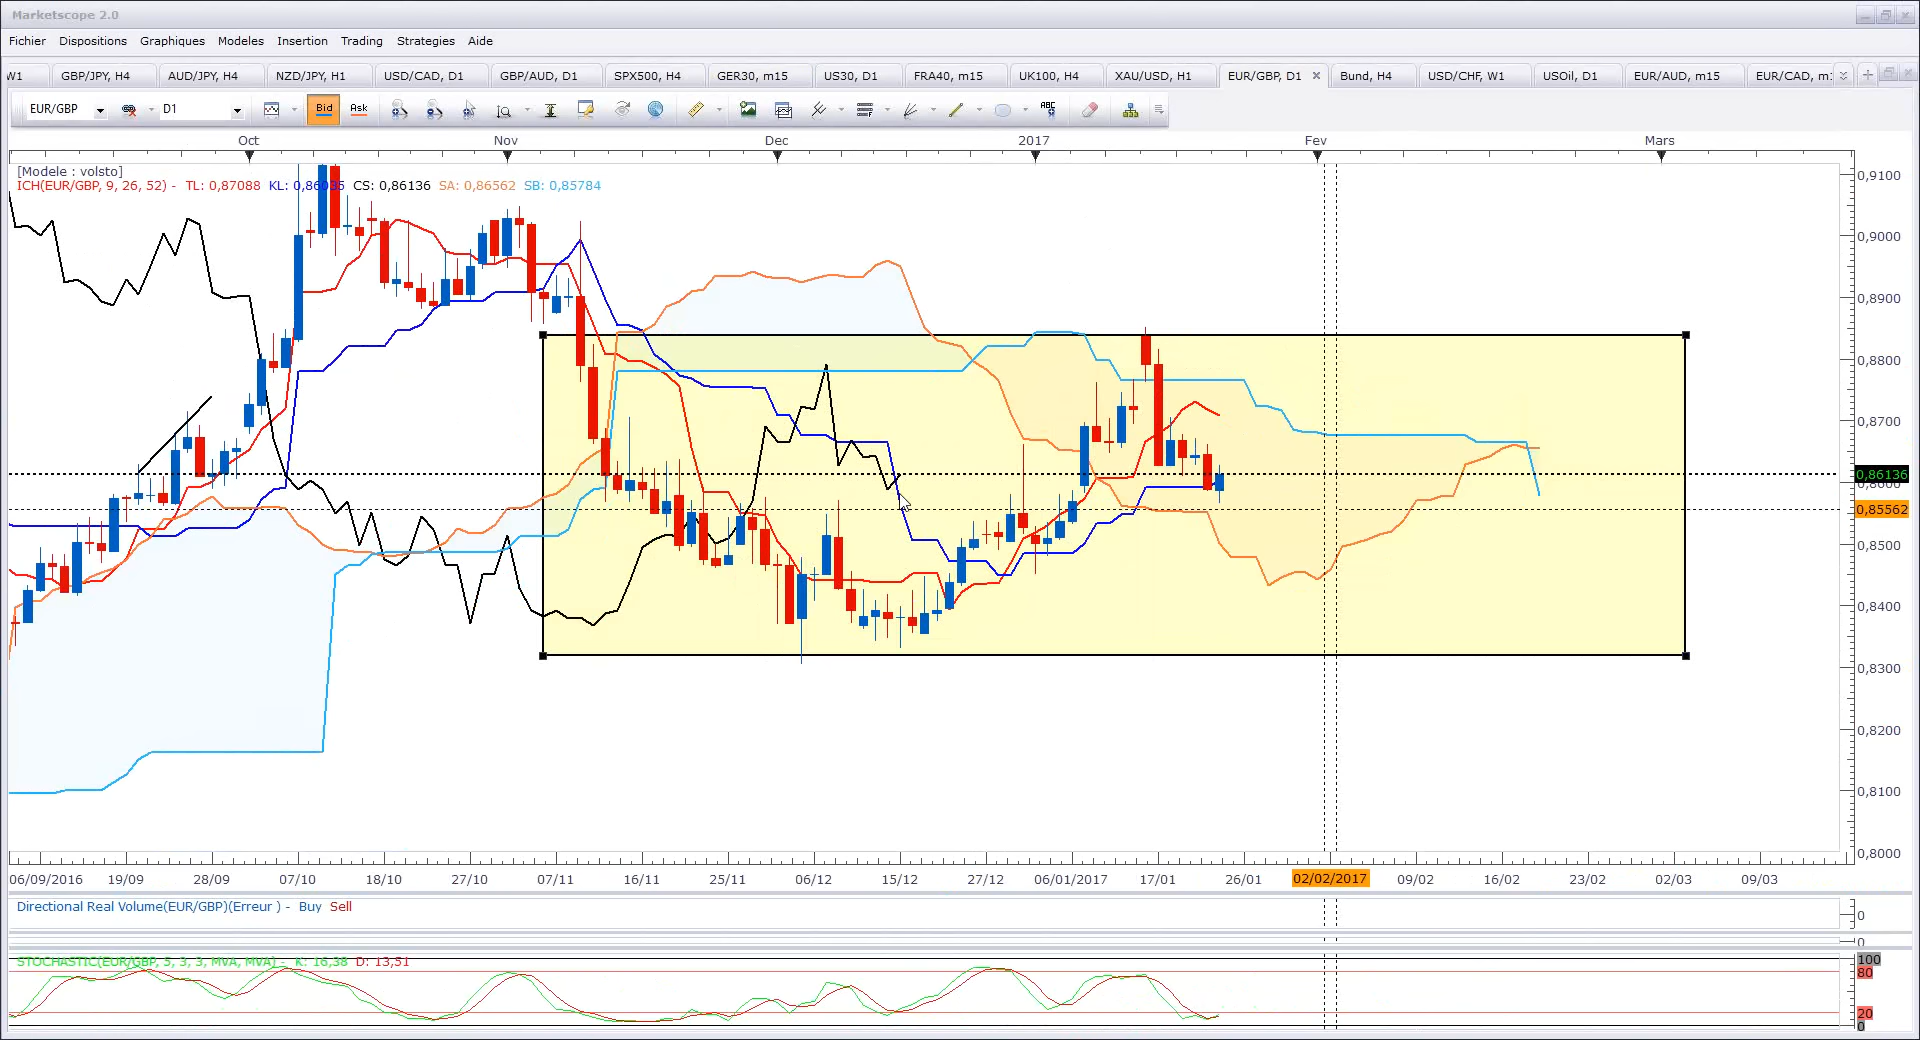 Marketscope 2.0
Fichier Dispositions Graphiques Modeles Insertion Trading Strategies Aide
W1 GBP/JPY, H4 AUD/JPY, H4 NZD/JPY, H1 USD/CAD, D1 GBP/AUD, D1 SPX500, H4 GER30, m15 US30, D1 FRA40, m15 UK100, H4 XAU/USD, H1 EUR/GBP, D1 Bund, H4 USD/CHF, W1 USOil, D1 EUR/AUD, m15 EUR/CAD, m1
EUR/GBP D1 Bid Ask ABC
Oct Nov Dec 2017 Fev Mars
[Modele : volsto]
ICH(EUR/GBP, 9, 26, 52) - TL: 0,87088 KL: 0,86035 CS: 0,86136 SA: 0,86562 SB: 0,85784
0,9100
0,9000
0,8900
0,8800
0,8700
0,86136
0,8600
0,85562
0,8500
0,8400
0,8300
0,8200
0,8100
0,8000
06/09/2016 19/09 28/09 07/10 18/10 27/10 07/11 16/11 25/11 06/12 15/12 27/12 06/01/2017 17/01 26/01 02/02/2017 09/02 16/02 23/02 02/03 09/03
Directional Real Volume(EUR/GBP)(Erreur ) - Buy Sell
0
0
STOCHASTIC(EUR/GBP, 5, 3, 3, MVA, MVA) - K: 16,38 D: 13,51
100
80
20
0